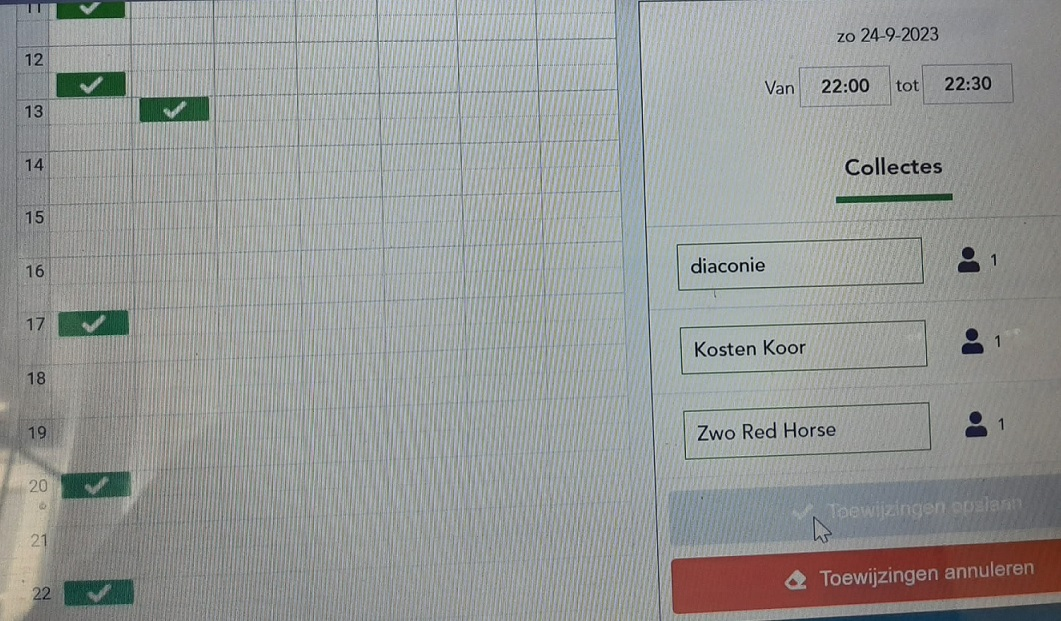 11
12
13
14
15
16
17
18
19
20
21
22
zo 24-9-2023
Van 22:00 tot 22:30
Collectes
diaconie 1
Kosten Koor 1
Zwo Red Horse 1
Toewijzingen opslaan
Toewijzingen annuleren